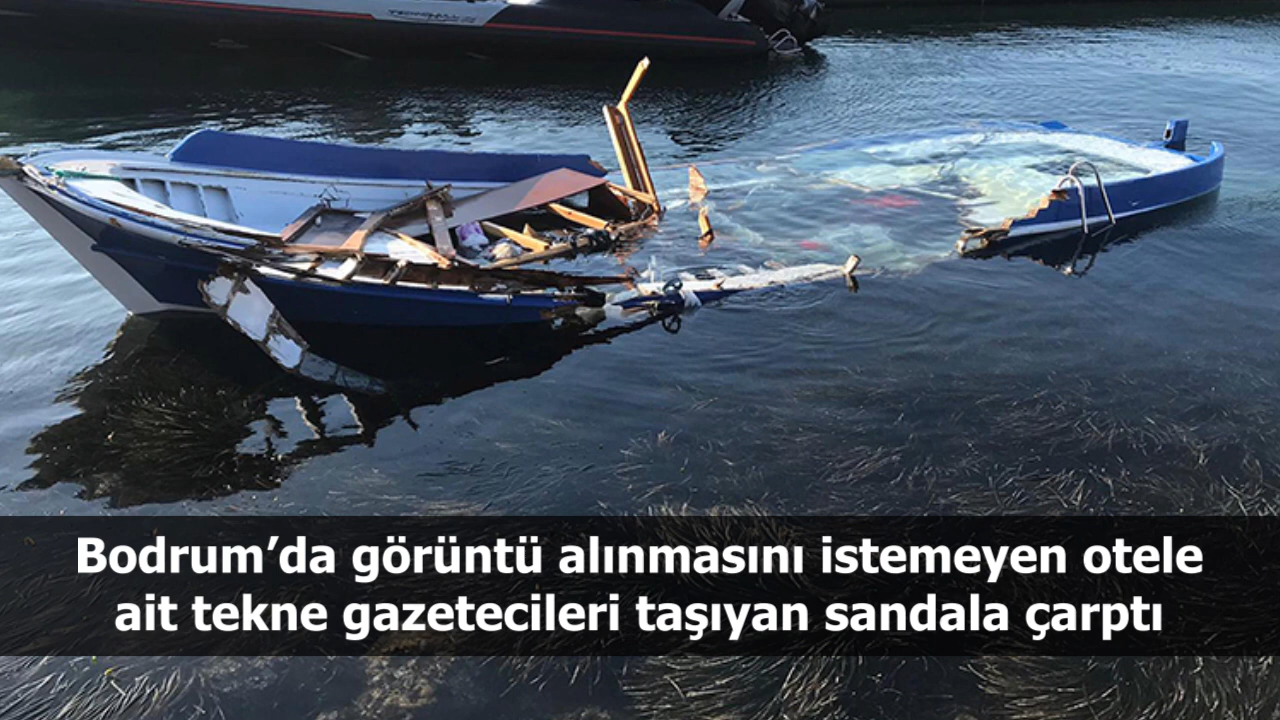 Bodrum’da görüntü alınmasını istemeyen otele
ait tekne gazetecileri taşıyan sandala çarptı